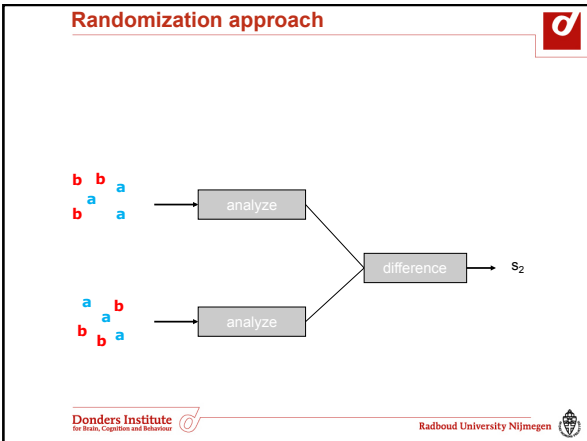 Randomization approach
d
b b a
a
b a
analyze
difference s2
a b
a
b b a
analyze
Donders Institute d
for Brain, Cognition and Behaviour
Radboud University Nijmegen